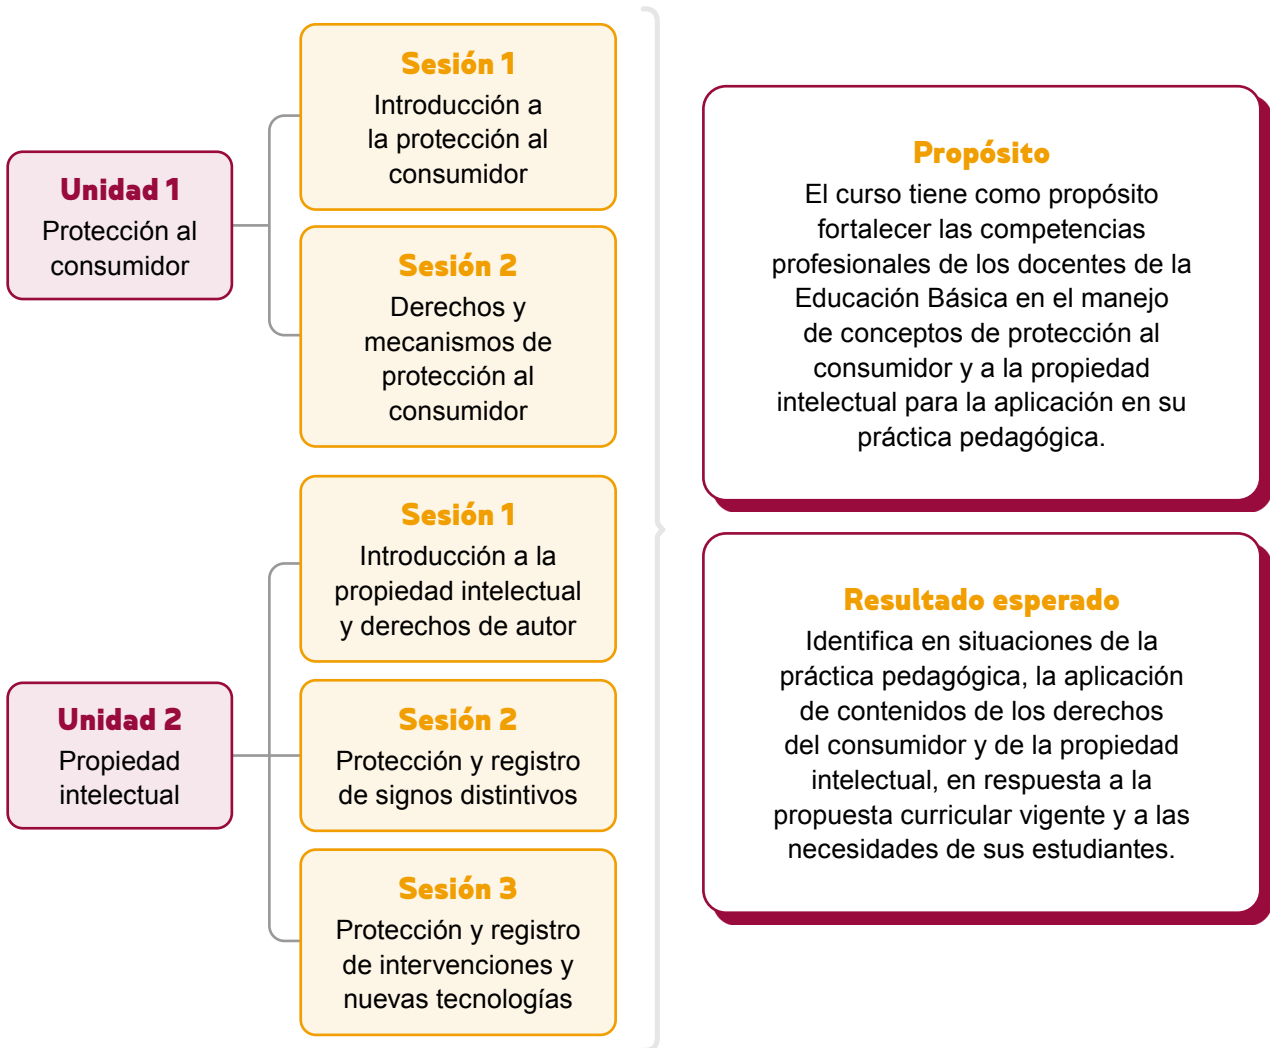 Unidad 1
Protección al
consumidor
Sesión 1
Introducción a
la protección al
consumidor
Sesión 2
Derechos y
mecanismos de
protección al
consumidor
Unidad 2
Propiedad
intelectual
Sesión 1
Introducción a la
propiedad intelectual
y derechos de autor
Sesión 2
Protección y registro
de signos distintivos
Sesión 3
Protección y registro
de intervenciones y
nuevas tecnologías
Propósito
El curso tiene como propósito
fortalecer las competencias
profesionales de los docentes de la
Educación Básica en el manejo
de conceptos de protección al
consumidor y a la propiedad
intelectual para la aplicación en su
práctica pedagógica.
Resultado esperado
Identifica en situaciones de la
práctica pedagógica, la aplicación
de contenidos de los derechos
del consumidor y de la propiedad
intelectual, en respuesta a la
propuesta curricular vigente y a las
necesidades de sus estudiantes.